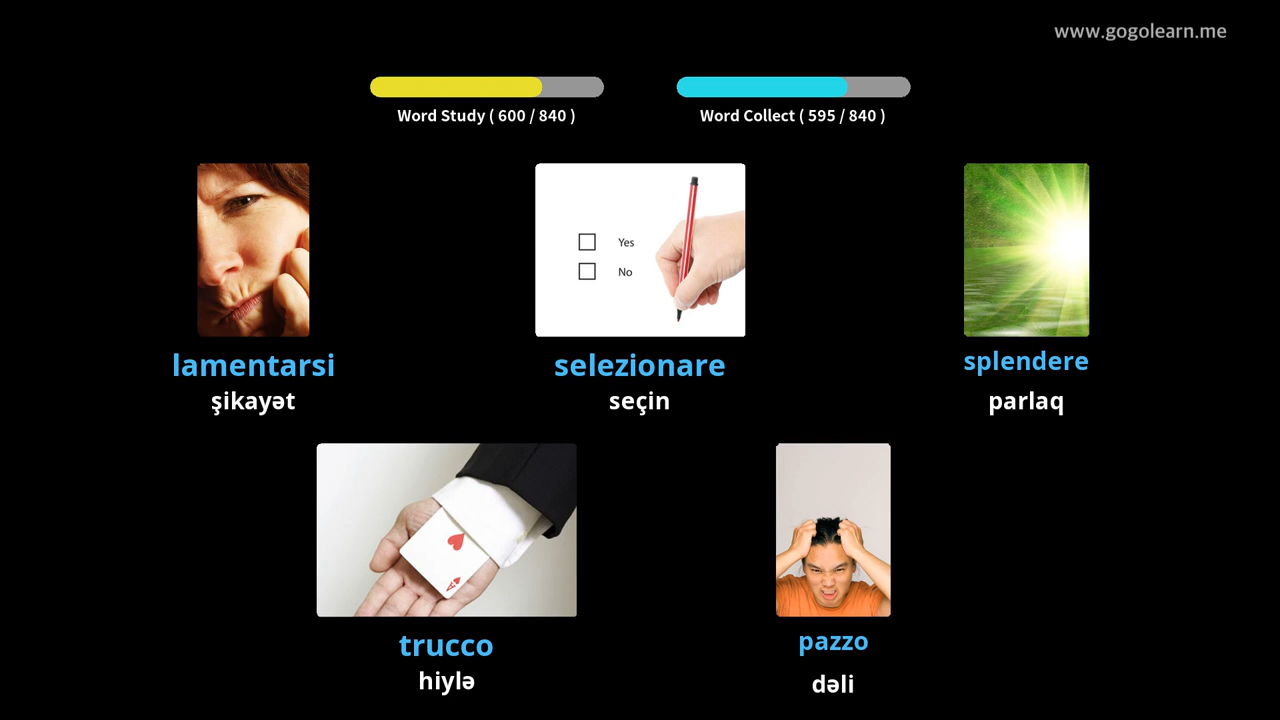 www.gogolearn.me
Word Study ( 600 / 840 )
Word Collect ( 595 / 840 )
Yes
No
lamentarsi
şikayət
selezionare
seçin
splendere
parlaq
A
trucco
hiylə
pazzo
dəli